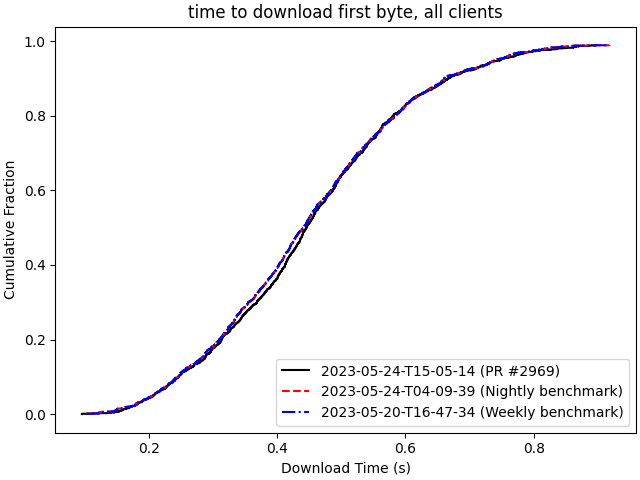 time to download first byte, all clients
1.0
0.8
0.6
0.4
0.2
0.0
Cumulative Fraction
2023-05-24-T15-05-14 (PR #2969)
2023-05-24-T04-09-39 (Nightly benchmark)
2023-05-20-T16-47-34 (Weekly benchmark)
0.2 0.4 0.6 0.8
Download Time (s)